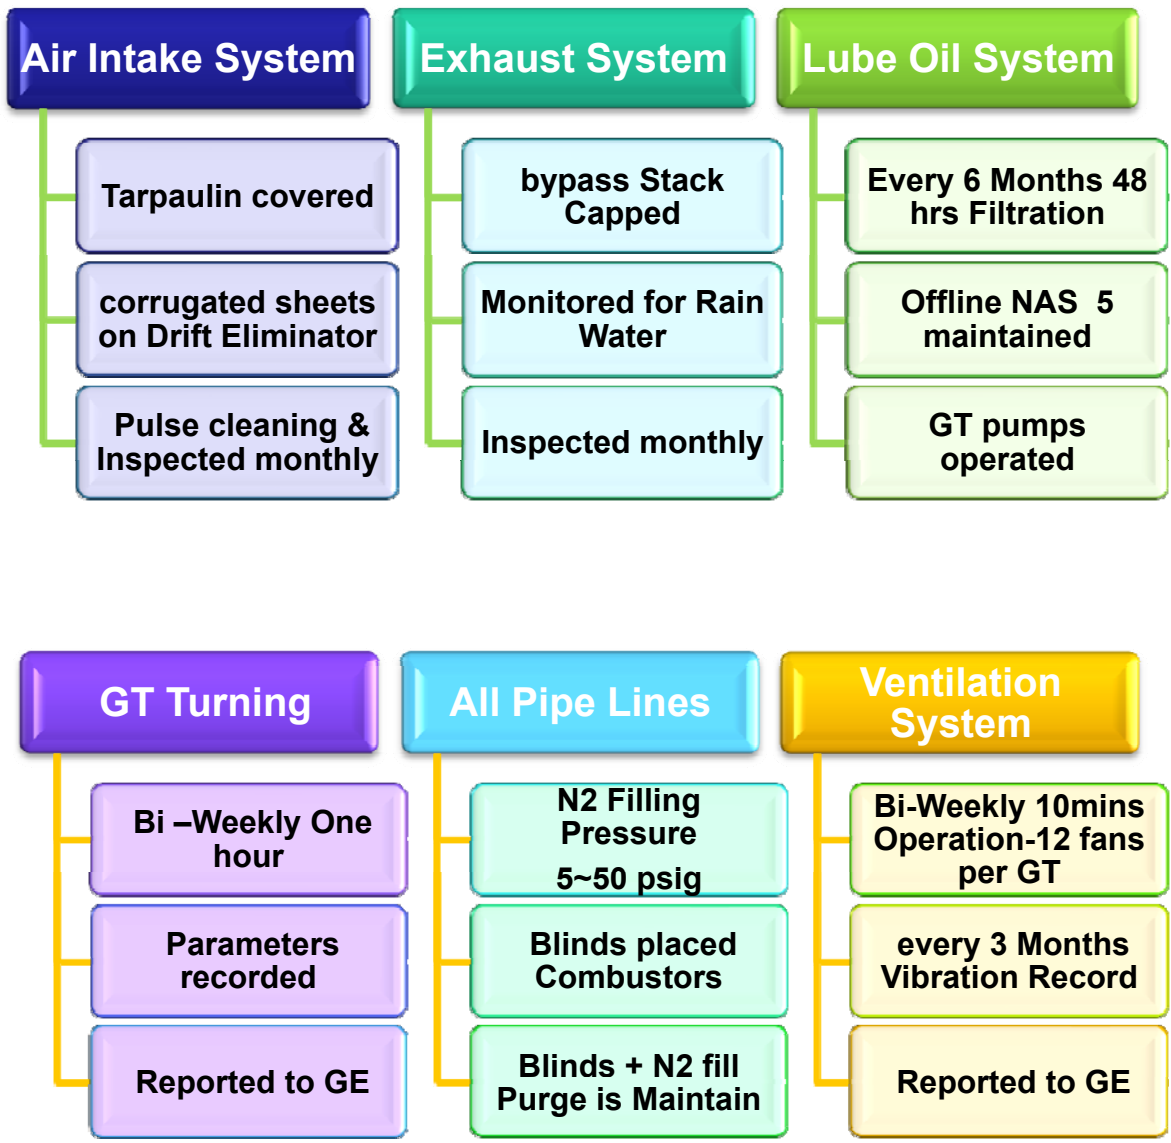 Air Intake System
Tarpaulin covered
corrugated sheets
on Drift Eliminator
Pulse cleaning &
Inspected monthly
Exhaust System
bypass Stack
Capped
Monitored for Rain
Water
Inspected monthly
Lube Oil System
Every 6 Months 48
hrs Filtration
Offline NAS  5
maintained
GT pumps
operated
GT Turning
Bi –Weekly One
hour
Parameters
recorded
Reported to GE
All Pipe Lines
N2 Filling
Pressure
5~50 psig
Blinds placed
Combustors
Blinds + N2 fill
Purge is Maintain
Ventilation
System
Bi-Weekly 10mins
Operation-12 fans
per GT
every 3 Months
Vibration Record
Reported to GE